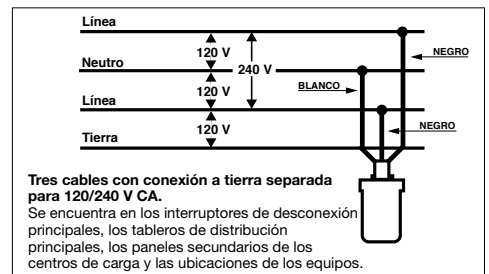 Línea
120 V
NEGRO
Neutro
240 V
120 V
BLANCO
Línea
120 V
NEGRO
Tierra
Tres cables con conexión a tierra separada
para 120/240 V CA.
Se encuentra en los interruptores de desconexión
principales, los tableros de distribución
principales, los paneles secundarios de los
centros de carga y las ubicaciones de los equipos.